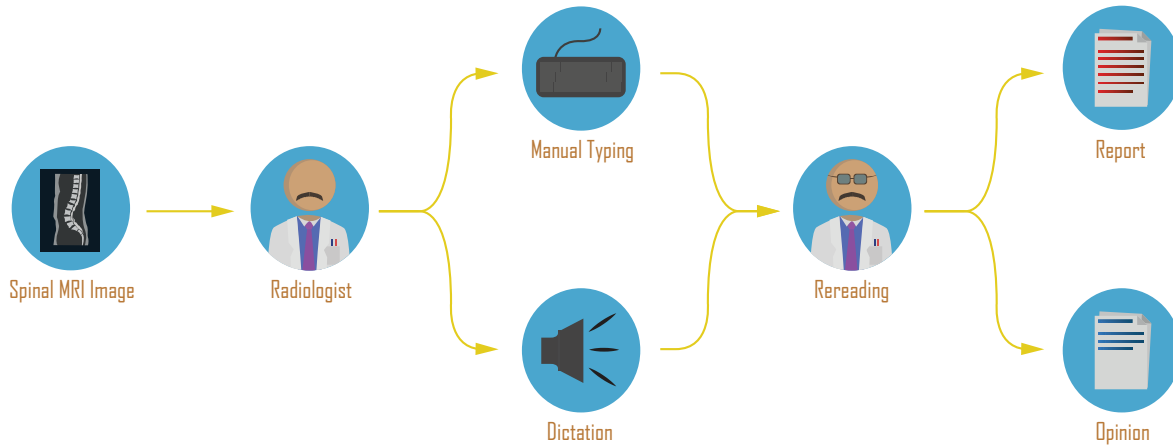 Spinal MRI Image
Radiologist
Manual Typing
Dictation
Rereading
Report
Opinion